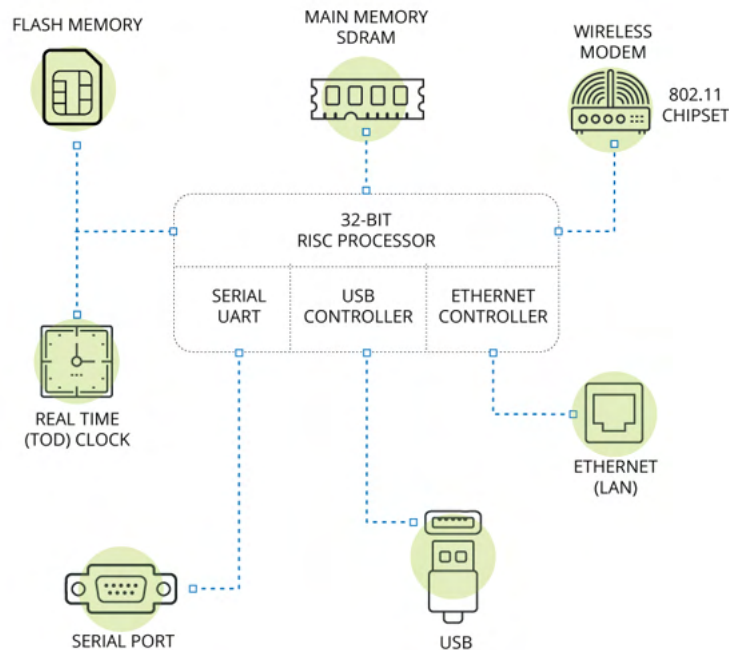 FLASH MEMORY
MAIN MEMORY
SDRAM
WIRELESS
MODEM
802.11
CHIPSET
32-BIT
RISC PROCESSOR
SERIAL
UART
USB
CONTROLLER
ETHERNET
CONTROLLER
REAL TIME
(TOD) CLOCK
ETHERNET
(LAN)
SERIAL PORT
USB